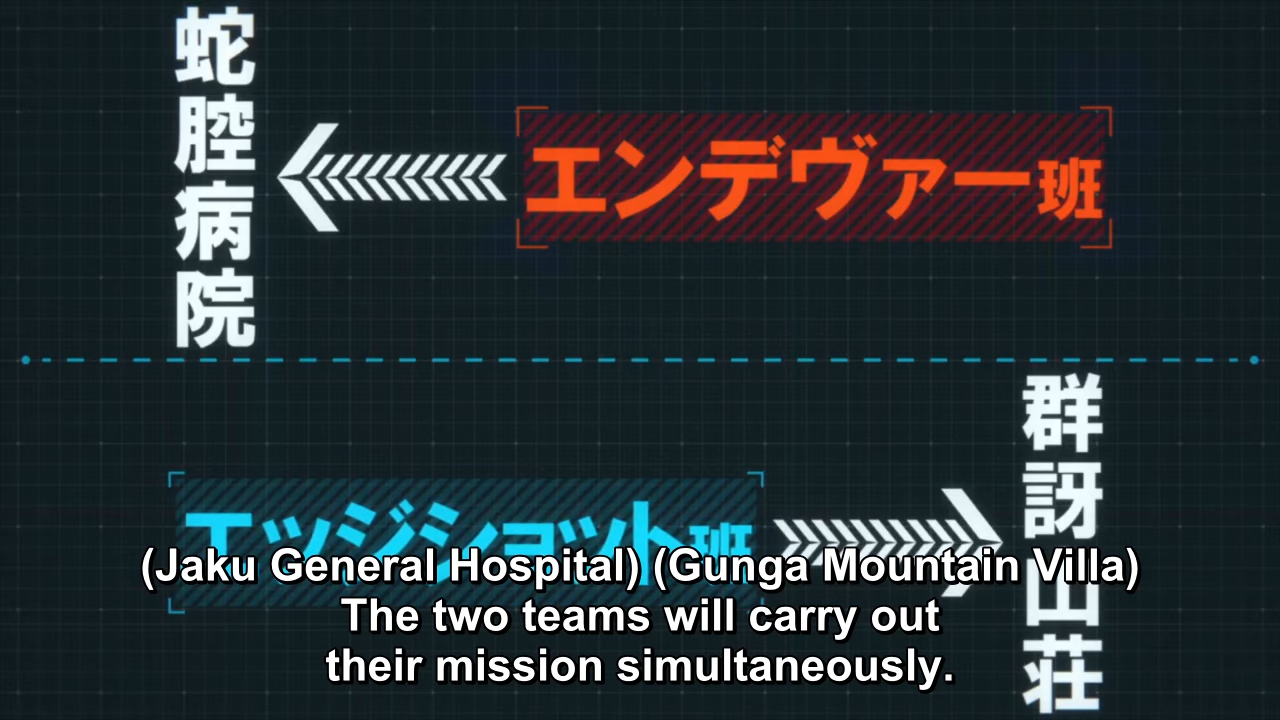 蛇腔病院
エンデヴァー班
エッジショット班
群訝山荘
(Jaku General Hospital) (Gunga Mountain Villa)
The two teams will carry out
their mission simultaneously.